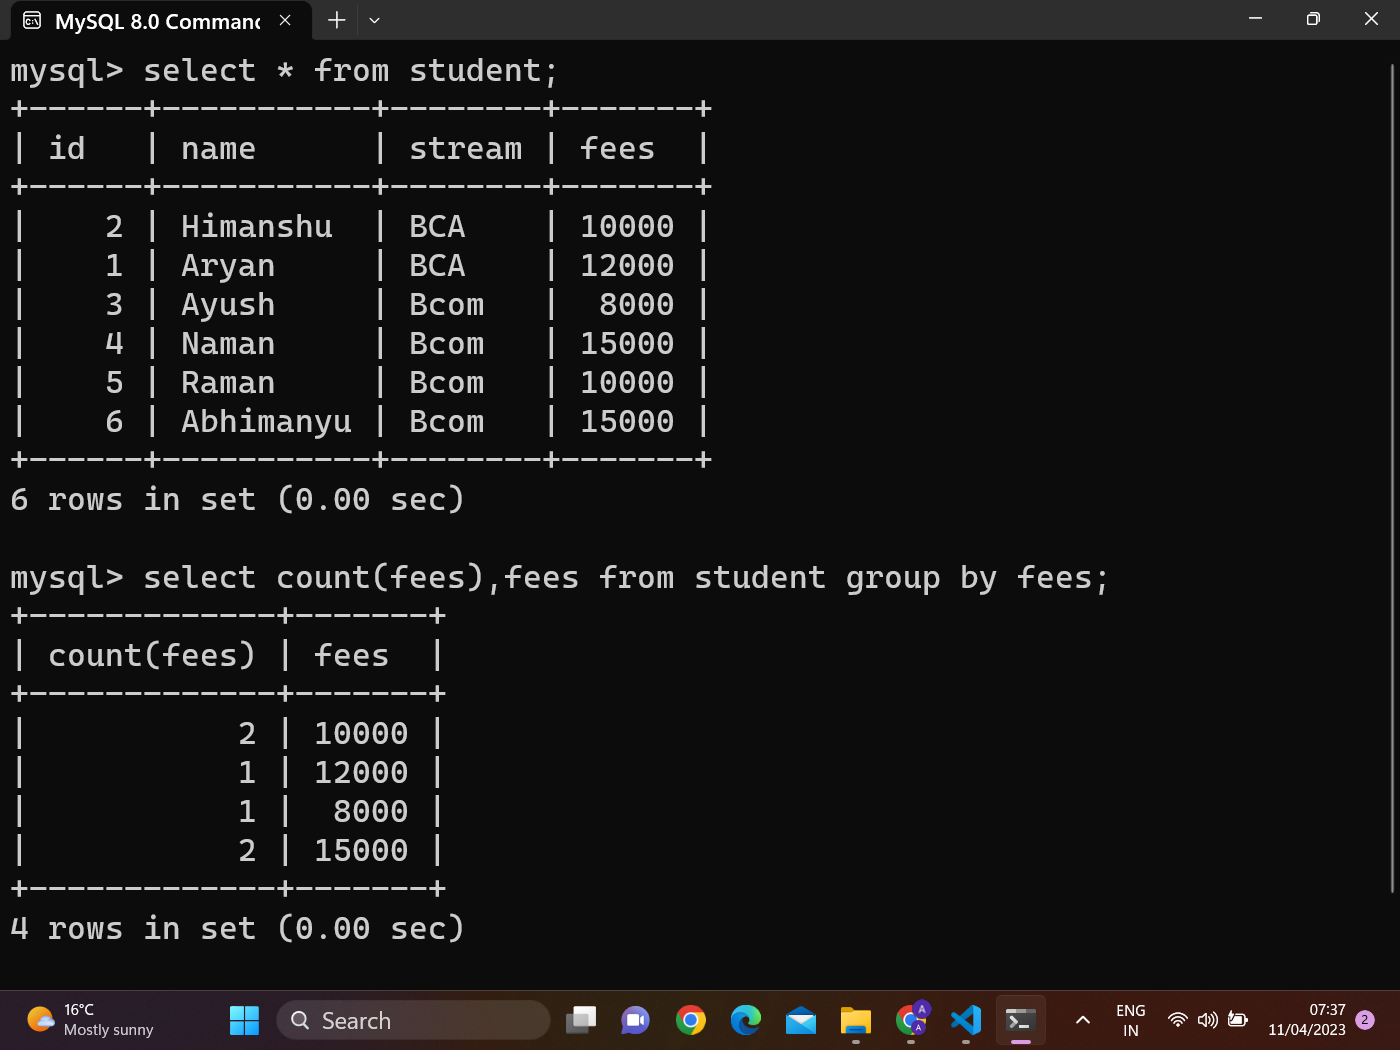 MySQL 8.0 Command
mysql> select * from student;
+------+-----------+--------+-------+
| id   | name      | stream | fees  |
+------+-----------+--------+-------+
|    2 | Himanshu  | BCA    | 10000 |
|    1 | Aryan     | BCA    | 12000 |
|    3 | Ayush     | Bcom   |  8000 |
|    4 | Naman     | Bcom   | 15000 |
|    5 | Raman     | Bcom   | 10000 |
|    6 | Abhimanyu | Bcom   | 15000 |
+------+-----------+--------+-------+
6 rows in set (0.00 sec)
mysql> select count(fees),fees from student group by fees;
+-------------+-------+
| count(fees) | fees  |
+-------------+-------+
|           2 | 10000 |
|           1 | 12000 |
|           1 |  8000 |
|           2 | 15000 |
+-------------+-------+
4 rows in set (0.00 sec)
16°C
Mostly sunny
Search
A
A
ENG
IN
07:37
11/04/2023
2